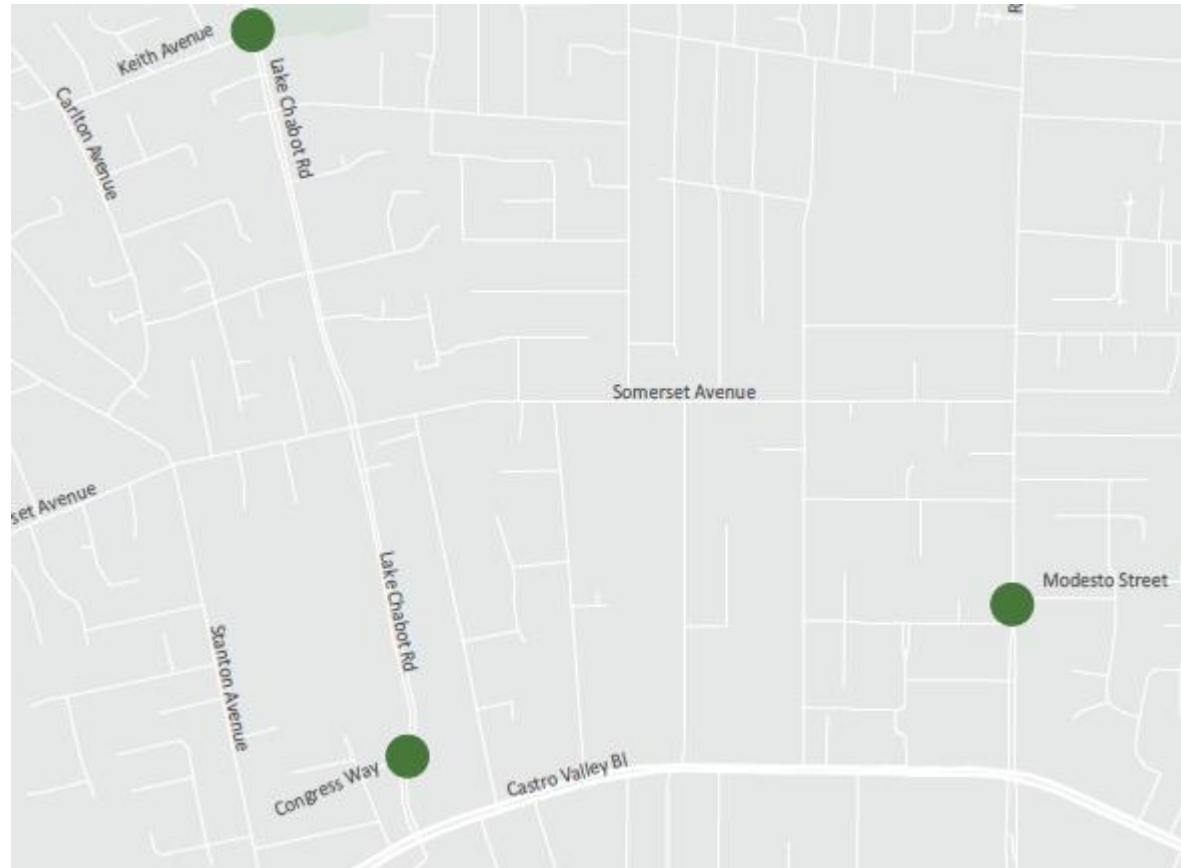 Keith Avenue
Lake Chabot Rd
Carlton Avenue
Somerset Avenue
set Avenue
Lake Chabot Rd
Modesto Street
Stanton Avenue
Castro Valley Bl
Congress Way